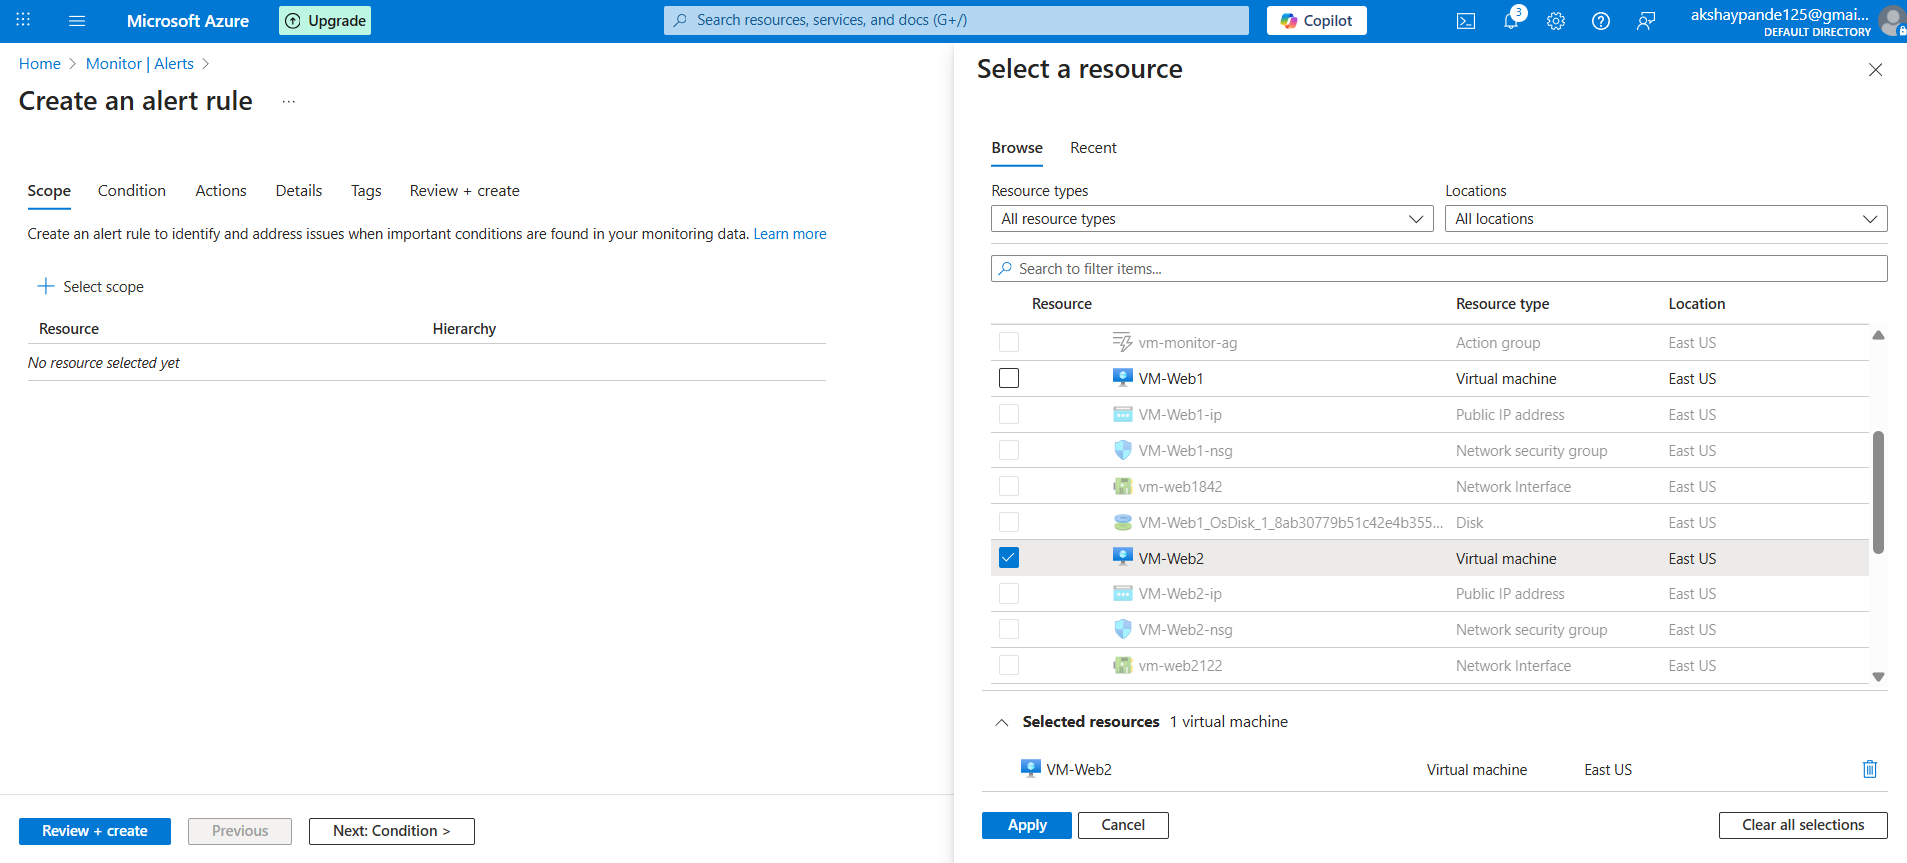 Microsoft Azure
Upgrade
Search resources, services, and docs (G+/)
Copilot
3
akshaypande125@gmai...
DEFAULT DIRECTORY
Home > Monitor | Alerts >
Create an alert rule ...
Scope Condition Actions Details Tags Review + create
Create an alert rule to identify and address issues when important conditions are found in your monitoring data. Learn more
+ Select scope
Resource Hierarchy
No resource selected yet
Review + create Previous Next: Condition >
Select a resource
Browse Recent
Resource types Locations
All resource types All locations
Search to filter items...
Resource Resource type Location
vm-monitor-ag Action group East US
VM-Web1 Virtual machine East US
VM-Web1-ip Public IP address East US
VM-Web1-nsg Network security group East US
vm-web1842 Network Interface East US
VM-Web1_OsDisk_1_8ab30779b51c42e4b355... Disk East US
VM-Web2 Virtual machine East US
VM-Web2-ip Public IP address East US
VM-Web2-nsg Network security group East US
vm-web2122 Network Interface East US
Selected resources 1 virtual machine
VM-Web2 Virtual machine East US
Apply Cancel Clear all selections